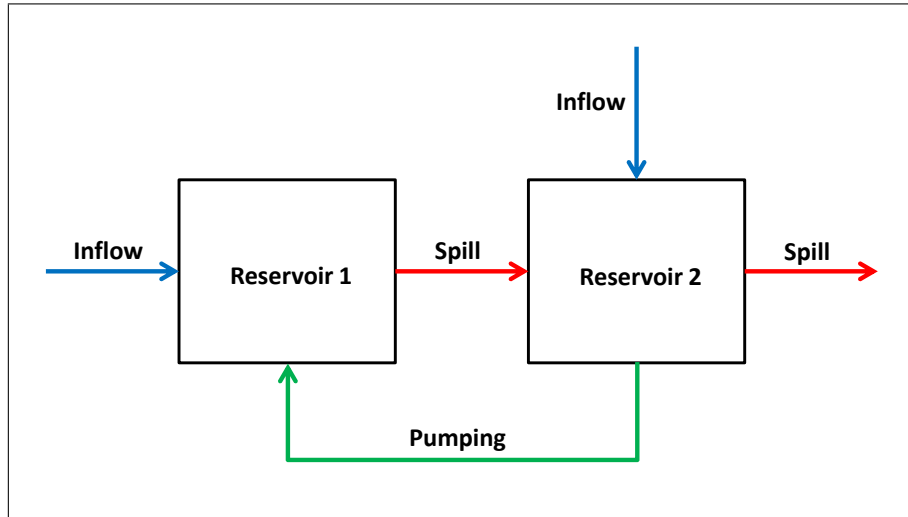 Inflow
Inflow
Spill
Spill
Reservoir 1
Reservoir 2
Pumping